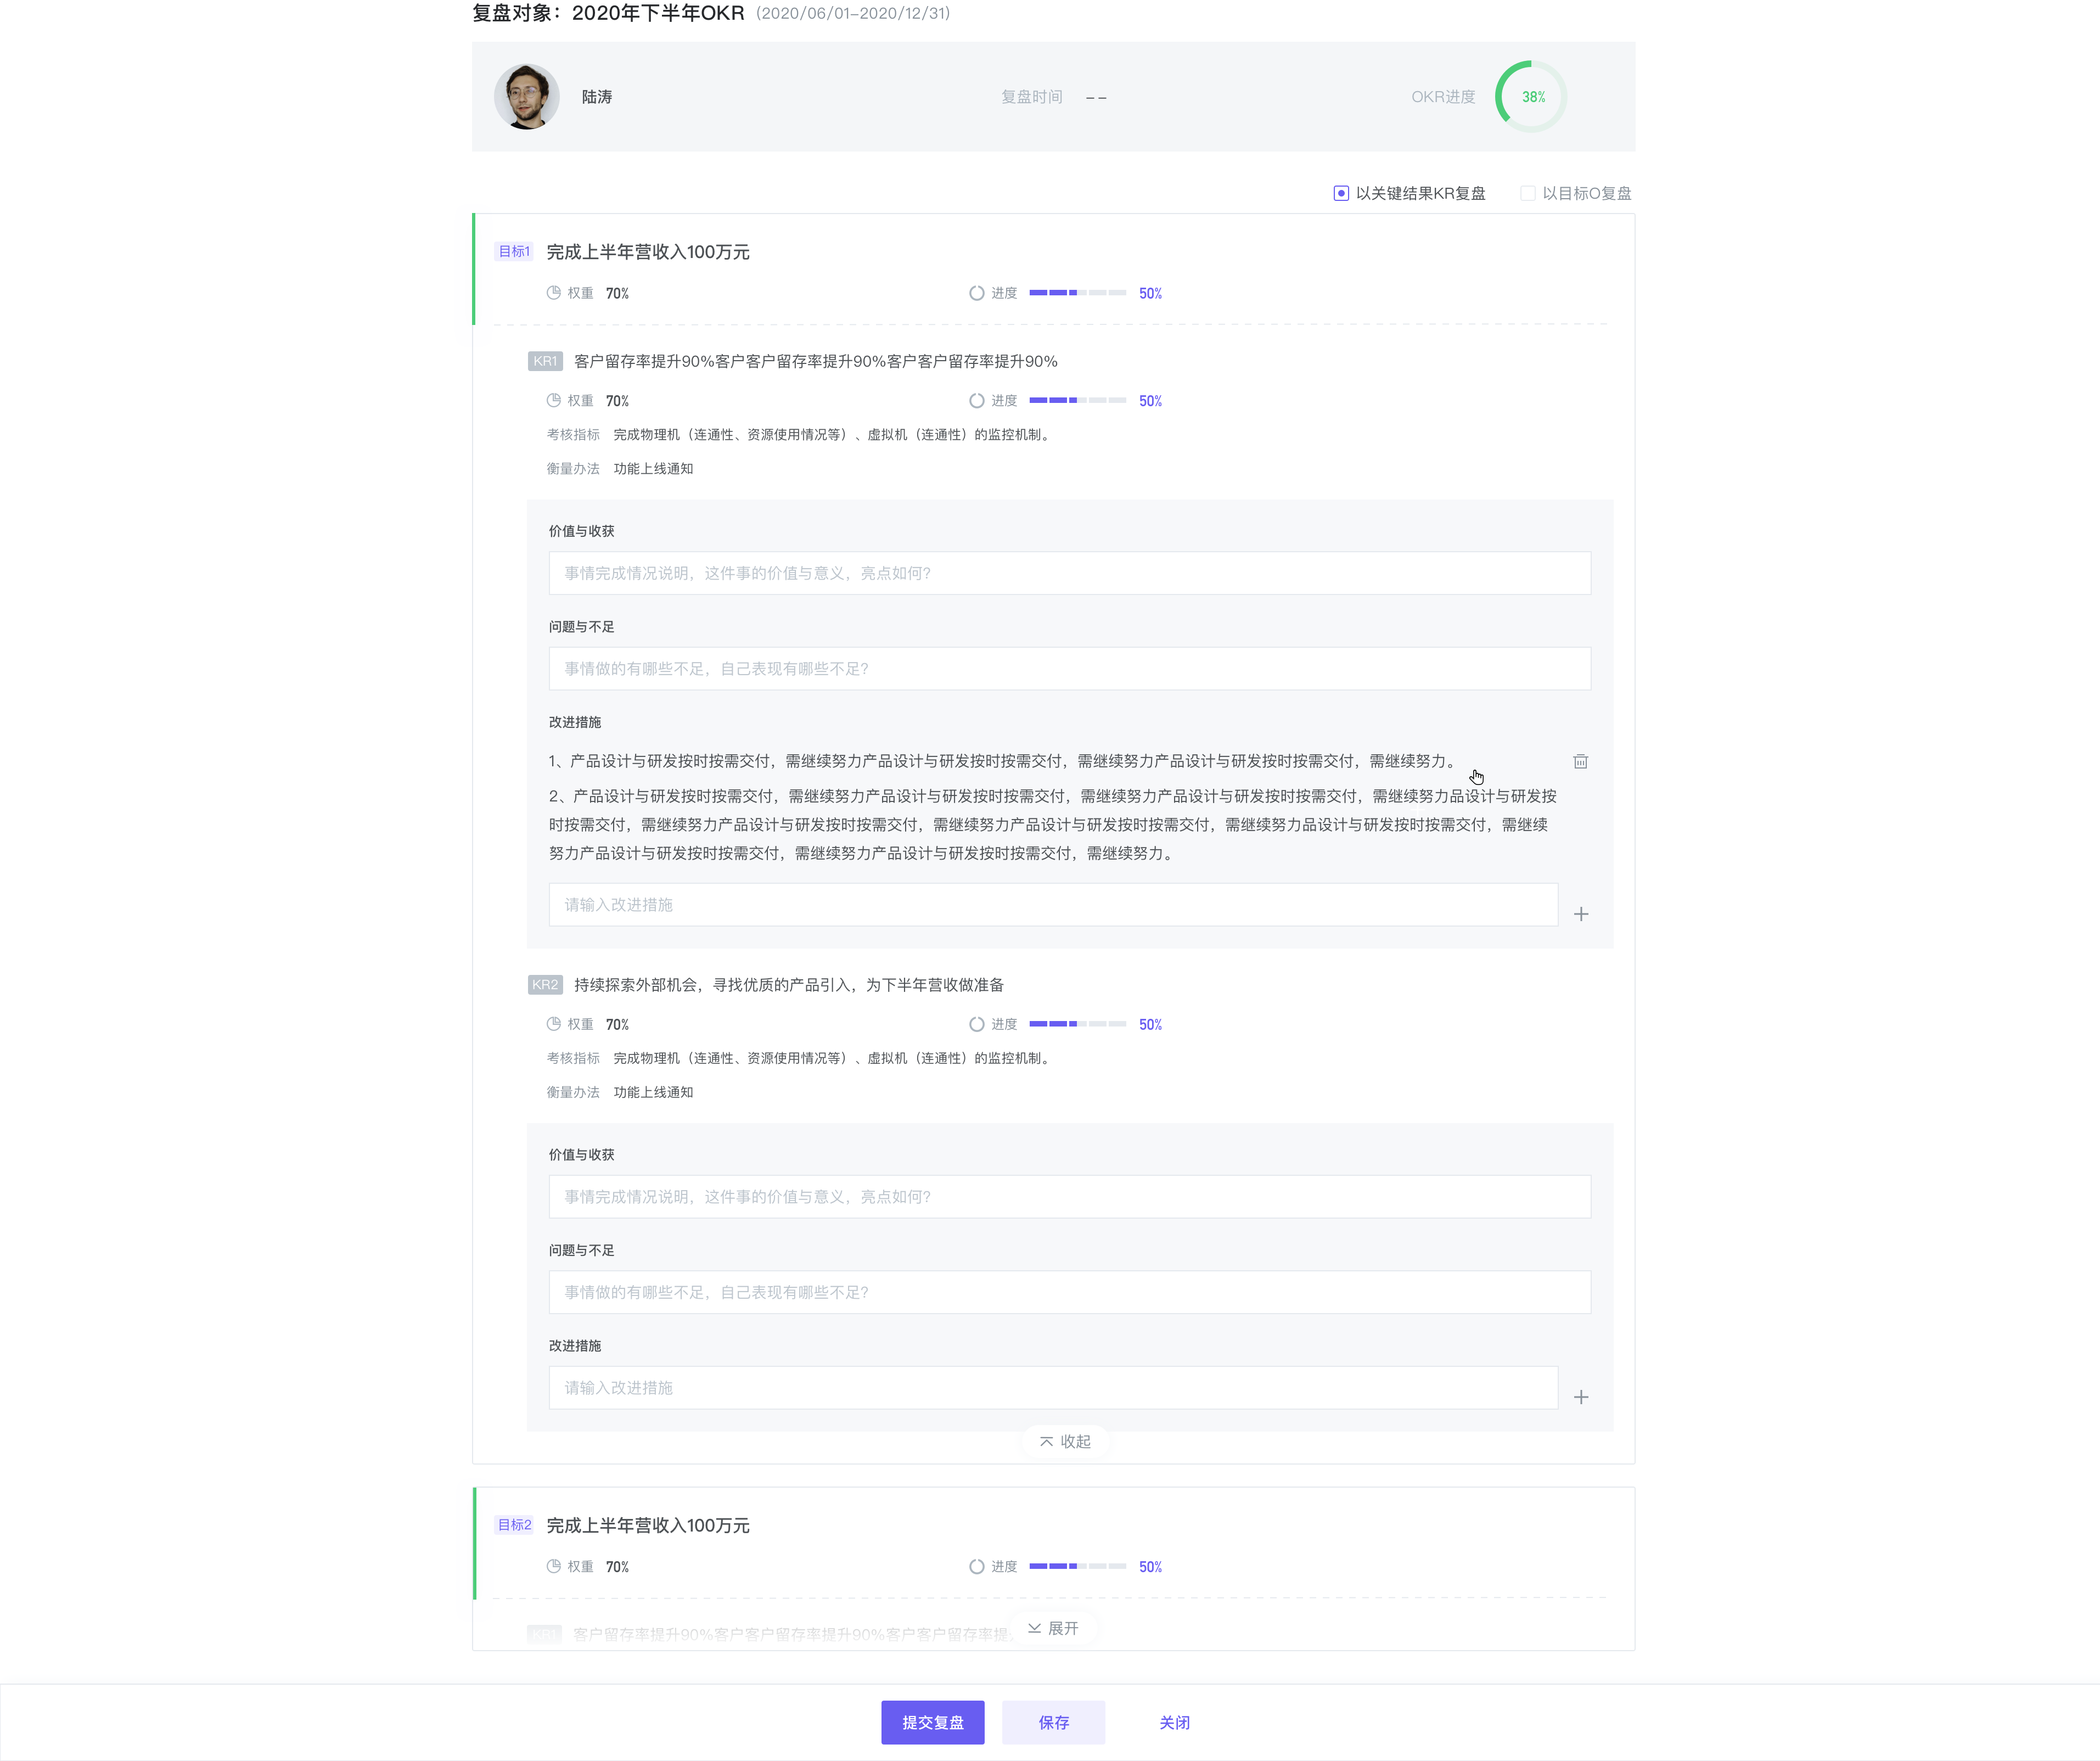 复盘对象：2020年下半年OKR （2020/06/01-2020/12/31）
陆涛
复盘时间 --
OKR进度 38%
以关键结果KR复盘
以目标O复盘
目标1 完成上半年营收入100万元
权重 70%
进度 50%
KR1 客户留存率提升90%客户客户留存率提升90%客户客户留存率提升90%
权重 70%
进度 50%
考核指标 完成物理机（连通性、资源使用情况等）、虚拟机（连通性）的监控机制。
衡量办法 功能上线通知
价值与收获
事情完成情况说明，这件事的价值与意义，亮点如何？
问题与不足
事情做的有哪些不足，自己表现有哪些不足？
改进措施
1、产品设计与研发按时按需交付，需继续努力产品设计与研发按时按需交付，需继续努力产品设计与研发按时按需交付，需继续努力。
2、产品设计与研发按时按需交付，需继续努力产品设计与研发按时按需交付，需继续努力产品设计与研发按时按需交付，需继续努力品设计与研发按
时按需交付，需继续努力产品设计与研发按时按需交付，需继续努力产品设计与研发按时按需交付，需继续努力品设计与研发按时按需交付，需继续
努力产品设计与研发按时按需交付，需继续努力产品设计与研发按时按需交付，需继续努力。
请输入改进措施
KR2 持续探索外部机会，寻找优质的产品引入，为下半年营收做准备
权重 70%
进度 50%
考核指标 完成物理机（连通性、资源使用情况等）、虚拟机（连通性）的监控机制。
衡量办法 功能上线通知
价值与收获
事情完成情况说明，这件事的价值与意义，亮点如何？
问题与不足
事情做的有哪些不足，自己表现有哪些不足？
改进措施
请输入改进措施
收起
目标2 完成上半年营收入100万元
权重 70%
进度 50%
KR1 客户留存率提升90%客户客户留存率提升90%客户客户留存率提
展开
提交复盘
保存
关闭